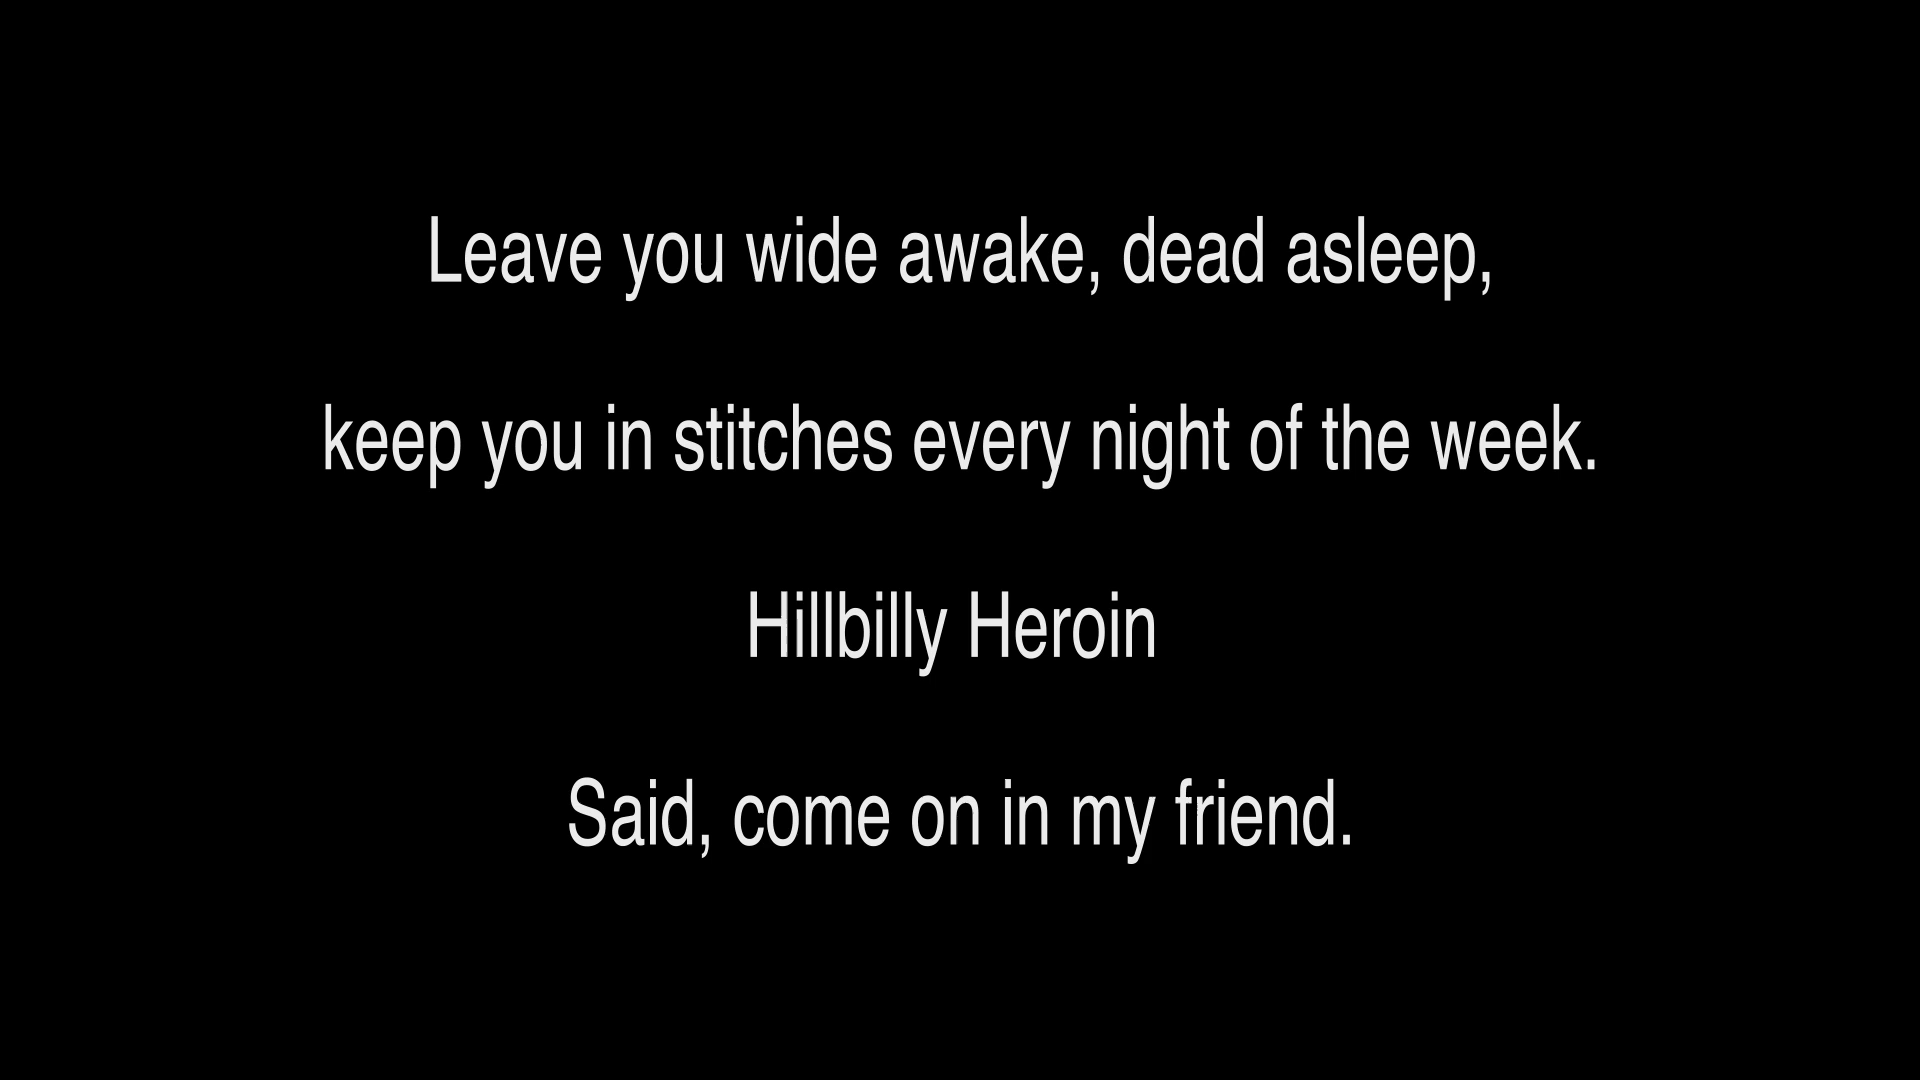 Leave you wide awake, dead asleep,
keep you in stitches every night of the week.
Hillbilly Heroin
Said, come on in my friend.